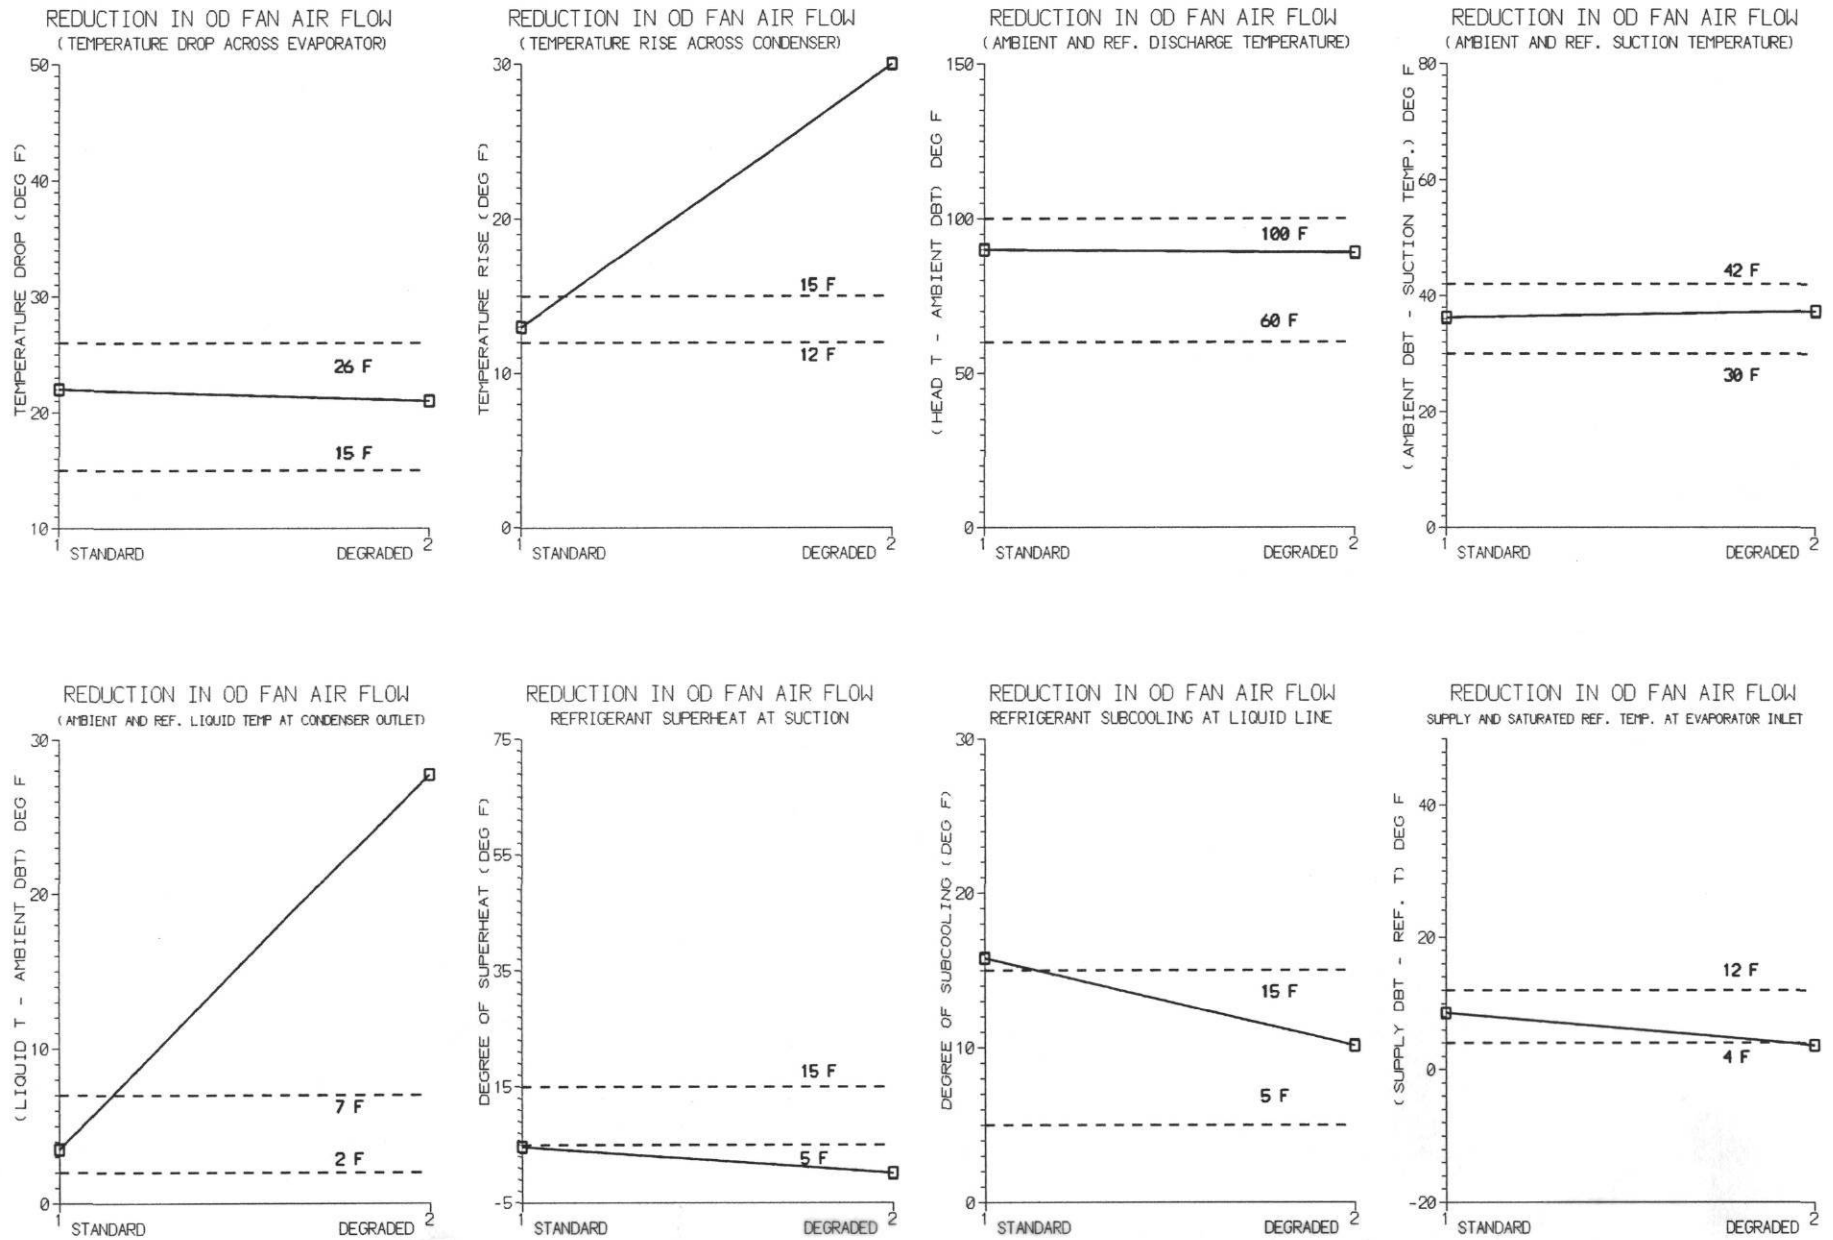 REDUCTION IN OD FAN AIR FLOW
(TEMPERATURE DROP ACROSS EVAPORATOR)
TEMPERATURE DROP (DEG F)
50
40
30
20
10
26 F
15 F
1 STANDARD DEGRADED 2
REDUCTION IN OD FAN AIR FLOW
(TEMPERATURE RISE ACROSS CONDENSER)
TEMPERATURE RISE (DEG F)
30
20
10
0
15 F
12 F
1 STANDARD DEGRADED 2
REDUCTION IN OD FAN AIR FLOW
(AMBIENT AND REF. DISCHARGE TEMPERATURE)
(HEAD T - AMBIENT DBT) DEG F
150
100
50
0
100 F
60 F
1 STANDARD DEGRADED 2
REDUCTION IN OD FAN AIR FLOW
(AMBIENT AND REF. SUCTION TEMPERATURE)
(AMBIENT DBT - SUCTION TEMP.) DEG F
80
60
40
20
0
42 F
30 F
1 STANDARD DEGRADED 2
REDUCTION IN OD FAN AIR FLOW
(AMBIENT AND REF. LIQUID TEMP AT CONDENSER OUTLET)
(LIQUID T - AMBIENT DBT) DEG F
30
20
10
0
7 F
2 F
1 STANDARD DEGRADED 2
REDUCTION IN OD FAN AIR FLOW
REFRIGERANT SUPERHEAT AT SUCTION
DEGREE OF SUPERHEAT (DEG F)
75
55
35
15
-5
15 F
5 F
1 STANDARD DEGRADED 2
REDUCTION IN OD FAN AIR FLOW
REFRIGERANT SUBCOOLING AT LIQUID LINE
DEGREE OF SUBCOOLING (DEG F)
30
20
10
0
15 F
5 F
1 STANDARD DEGRADED 2
REDUCTION IN OD FAN AIR FLOW
SUPPLY AND SATURATED REF. TEMP. AT EVAPORATOR INLET
(SUPPLY DBT - REF. T) DEG F
40
20
0
-20
12 F
4 F
1 STANDARD DEGRADED 2